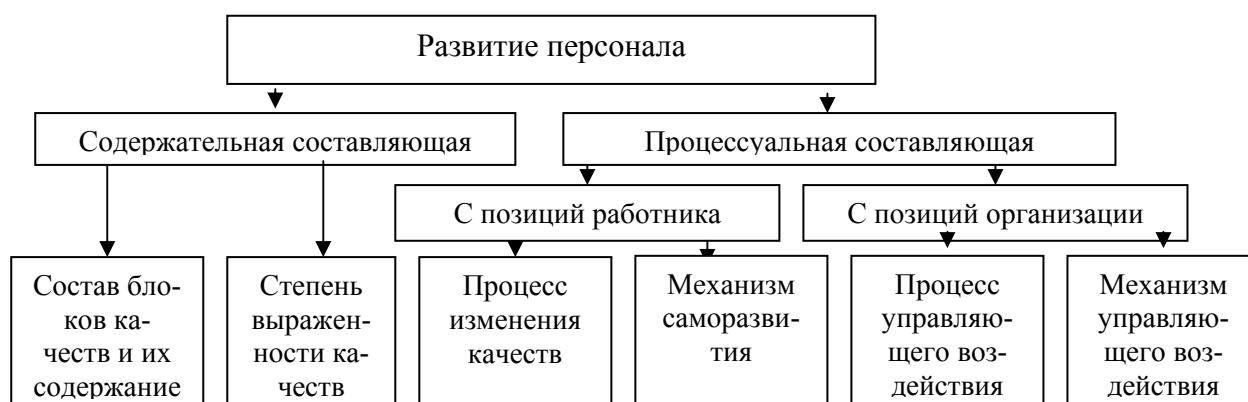 Развитие персонала
Содержательная составляющая
Процессуальная составляющая
С позиций работника
С позиций организации
Состав бло-
ков ка-
честв и их
содержание
Степень
выражен-
ности ка-
честв
Процесс
изменения
качеств
Механизм
саморазви-
тия
Процесс
управляю-
щего воз-
действия
Механизм
управляю-
щего воз-
действия